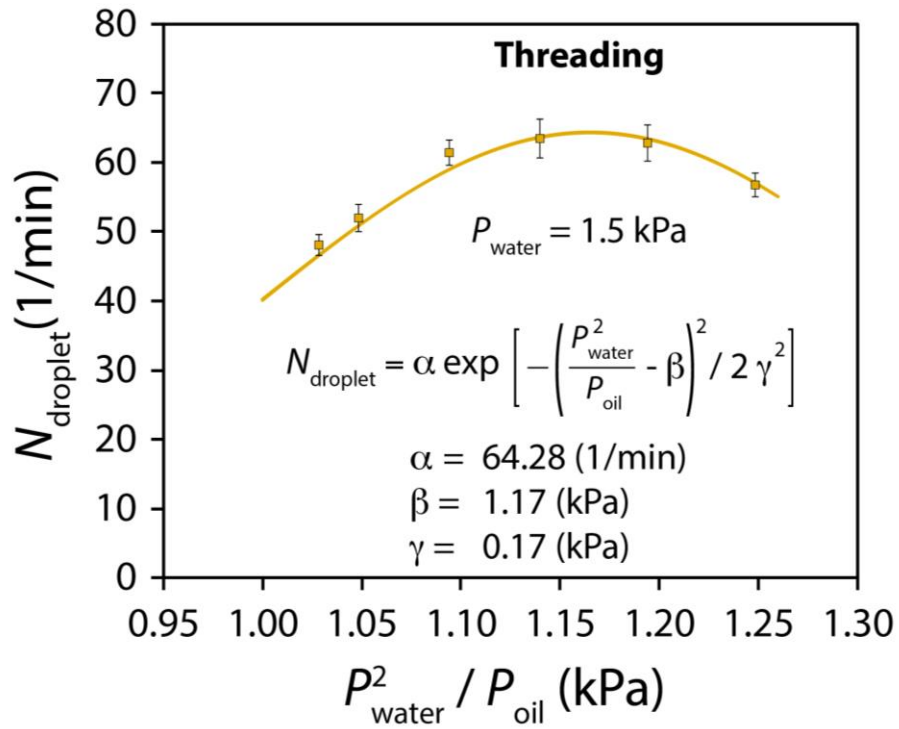 80
70
60
50
40
30
20
10
0
N_droplet (1/min)
Threading
P_water = 1.5 kPa
N_droplet = α exp [-(P²_water / P_oil - β)² / 2 γ²]
α = 64.28 (1/min)
β = 1.17 (kPa)
γ = 0.17 (kPa)
0.95 1.00 1.05 1.10 1.15 1.20 1.25 1.30
P²_water / P_oil (kPa)